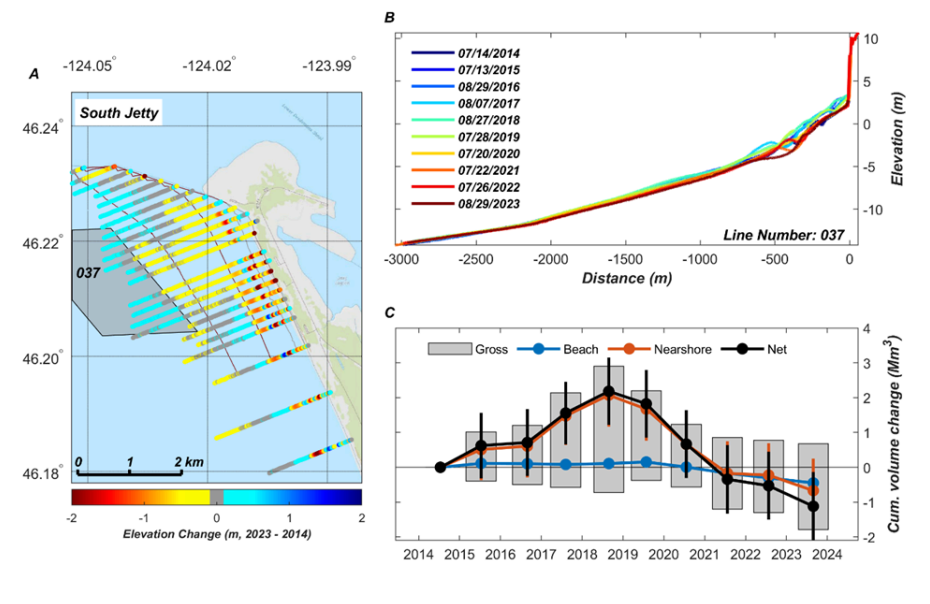 A
-124.05°
-124.02°
-123.99°
South Jetty
46.24°
46.22°
46.20°
46.18°
037
0 1 2 km
-2 -1 0 1 2
Elevation Change (m, 2023 - 2014)
B
07/14/2014
07/13/2015
08/29/2016
08/07/2017
08/27/2018
07/28/2019
07/20/2020
07/22/2021
07/26/2022
08/29/2023
10
5
0
-5
-10
Elevation (m)
Line Number: 037
-3000 -2500 -2000 -1500 -1000 -500 0
Distance (m)
C
Gross Beach Nearshore Net
4
3
2
1
0
-1
-2
Cum. volume change (Mm³)
2014 2015 2016 2017 2018 2019 2020 2021 2022 2023 2024